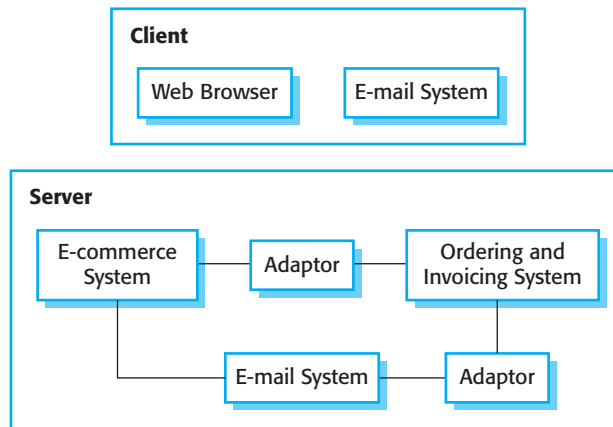 Client
Web Browser
E-mail System
Server
E-commerce
System
Adaptor
Ordering and
Invoicing System
E-mail System
Adaptor